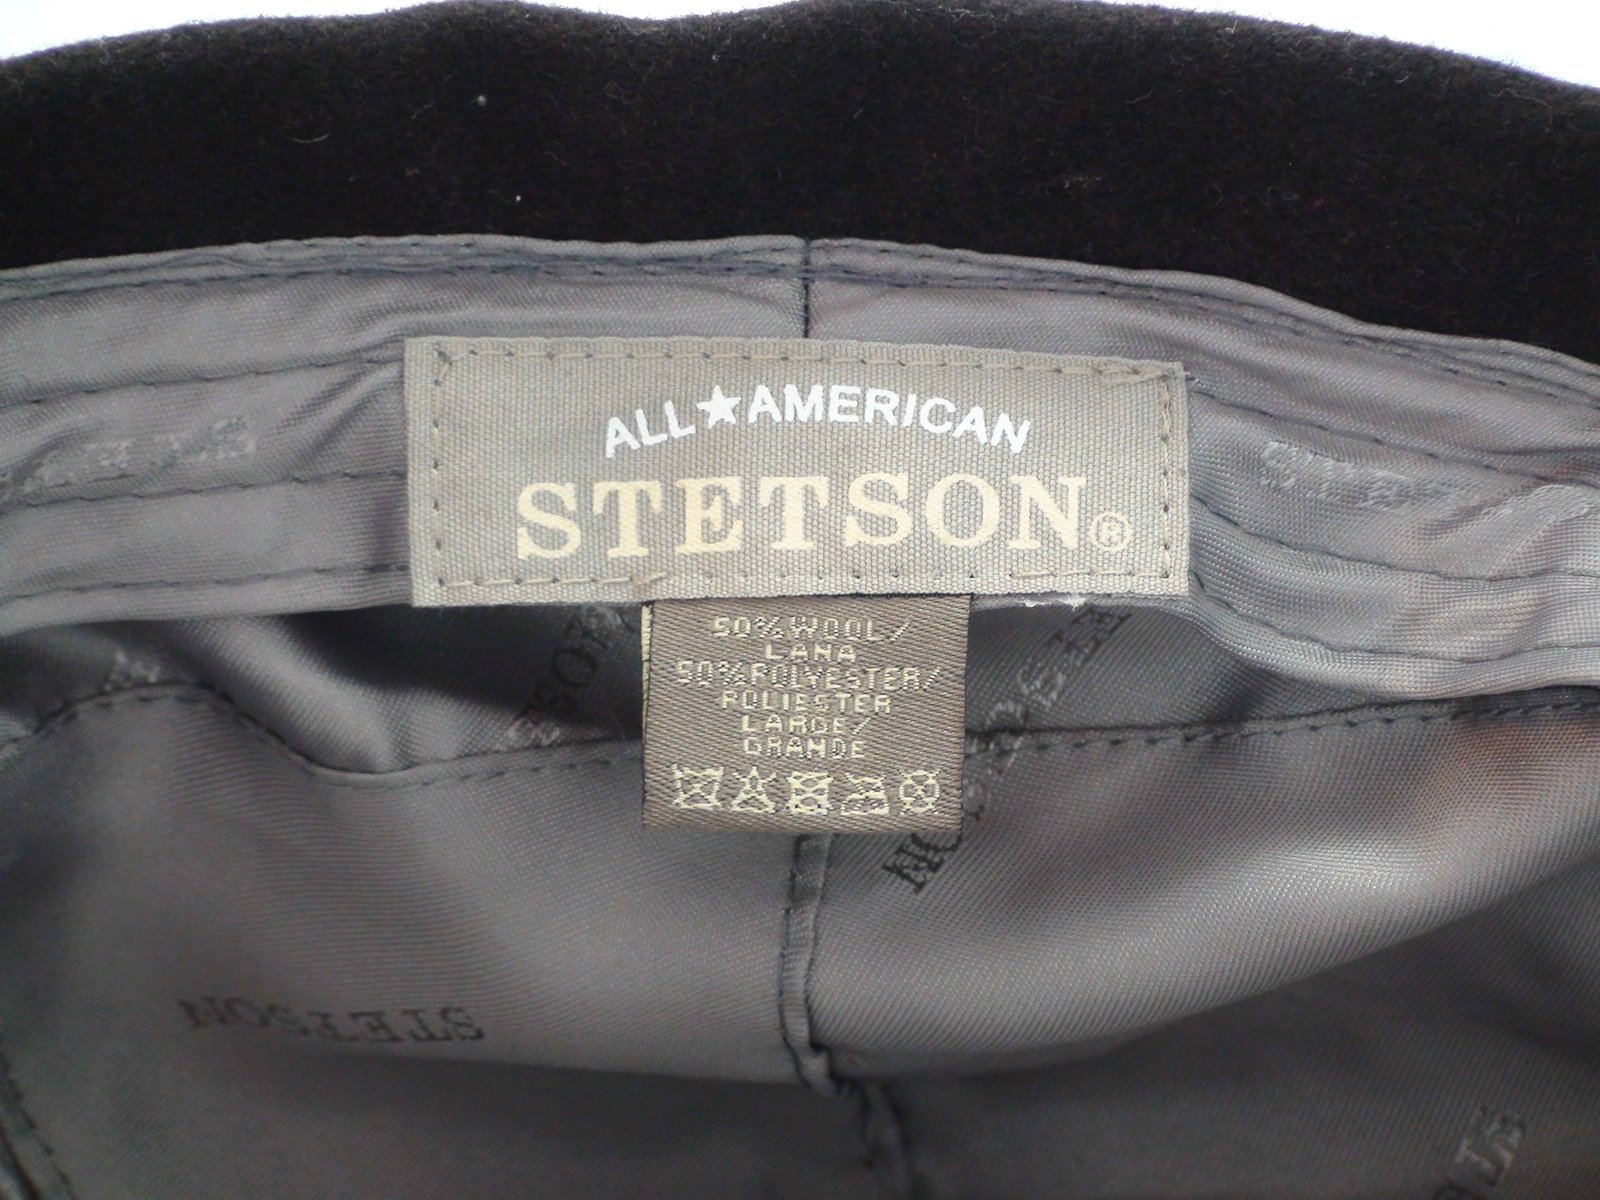 ALL★AMERICAN
STETSON®
50% WOOL/
LANA
50% POLYESTER/
POLIESTER
LARGE/
GRANDE
STETSON